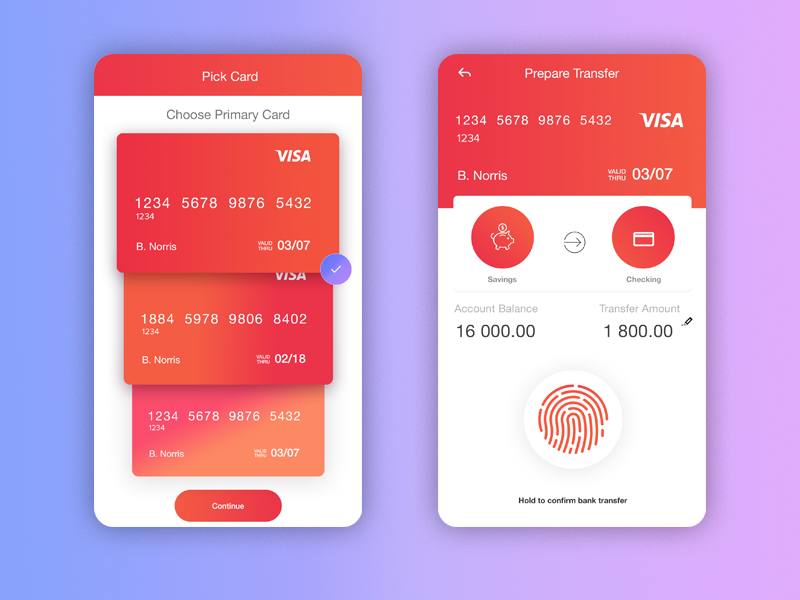 Pick Card
Choose Primary Card
VISA
1234 5678 9876 5432
1234
B. Norris VALID THRU 03/07
VISA
1884 5978 9806 8402
1234
B. Norris VALID THRU 02/18
1234 5678 9876 5432
1234
B. Norris VALID THRU 03/07
Continue
Prepare Transfer
1234 5678 9876 5432 VISA
1234
B. Norris VALID THRU 03/07
Savings Checking
Account Balance Transfer Amount
16 000.00 1 800.00
Hold to confirm bank transfer